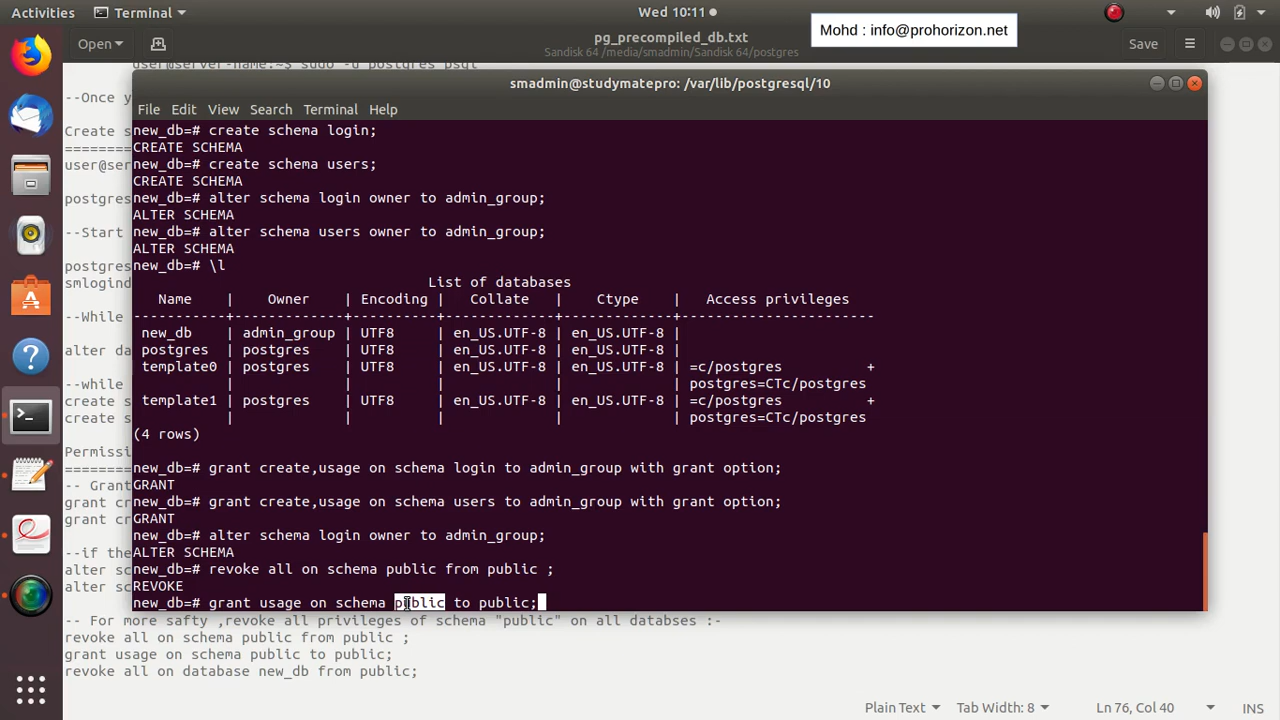 Activities
Terminal
Wed 10:11
Mohd : info@prohorizon.net
Open
pg_precompiled_db.txt
Sandisk 64 /media/smadmin/Sandisk 64/postgres
Save
user@server-name:~$ sudo -u postgres psql
smadmin@studymatepro: /var/lib/postgresql/10
File Edit View Search Terminal Help
--Once y
Create s
=========
user@ser
postgres
--Start
postgres
smlogind
--While
alter da
--while
create s
create s
Permissi
=========
-- Grant
grant cr
grant cr
--if the
alter sc
alter sc
new_db=# create schema login;
CREATE SCHEMA
new_db=# create schema users;
CREATE SCHEMA
new_db=# alter schema login owner to admin_group;
ALTER SCHEMA
new_db=# alter schema users owner to admin_group;
ALTER SCHEMA
new_db=# \l
List of databases
Name | Owner | Encoding | Collate | Ctype | Access privileges
-----------+-------------+----------+-------------+-------------+-----------------------
new_db | admin_group | UTF8 | en_US.UTF-8 | en_US.UTF-8 |
postgres | postgres | UTF8 | en_US.UTF-8 | en_US.UTF-8 |
template0 | postgres | UTF8 | en_US.UTF-8 | en_US.UTF-8 | =c/postgres +
| | | | | postgres=CTc/postgres
template1 | postgres | UTF8 | en_US.UTF-8 | en_US.UTF-8 | =c/postgres +
| | | | | postgres=CTc/postgres
(4 rows)
new_db=# grant create,usage on schema login to admin_group with grant option;
GRANT
new_db=# grant create,usage on schema users to admin_group with grant option;
GRANT
new_db=# alter schema login owner to admin_group;
ALTER SCHEMA
new_db=# revoke all on schema public from public ;
REVOKE
new_db=# grant usage on schema public to public;
-- For more safty ,revoke all privileges of schema "public" on all databses :-
revoke all on schema public from public ;
grant usage on schema public to public;
revoke all on database new_db from public;
Plain Text
Tab Width: 8
Ln 76, Col 40
INS